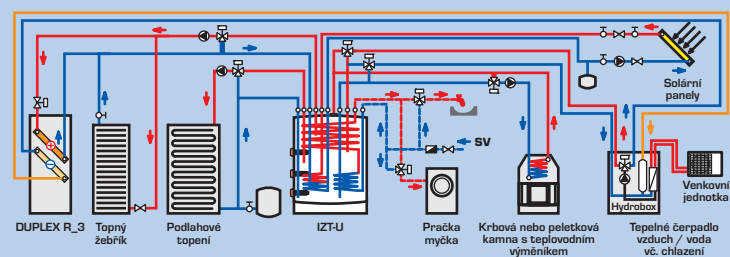 Solární
panely
SV
Hydrobox
Venkovní
jednotka
DUPLEX R_3
Topný
žebřík
Podlahové
topení
IZT-U
Pračka
myčka
Krbová nebo peletková
kamna s teplovodním
výměníkem
Tepelné čerpadlo
vzduch / voda
vč. chlazení